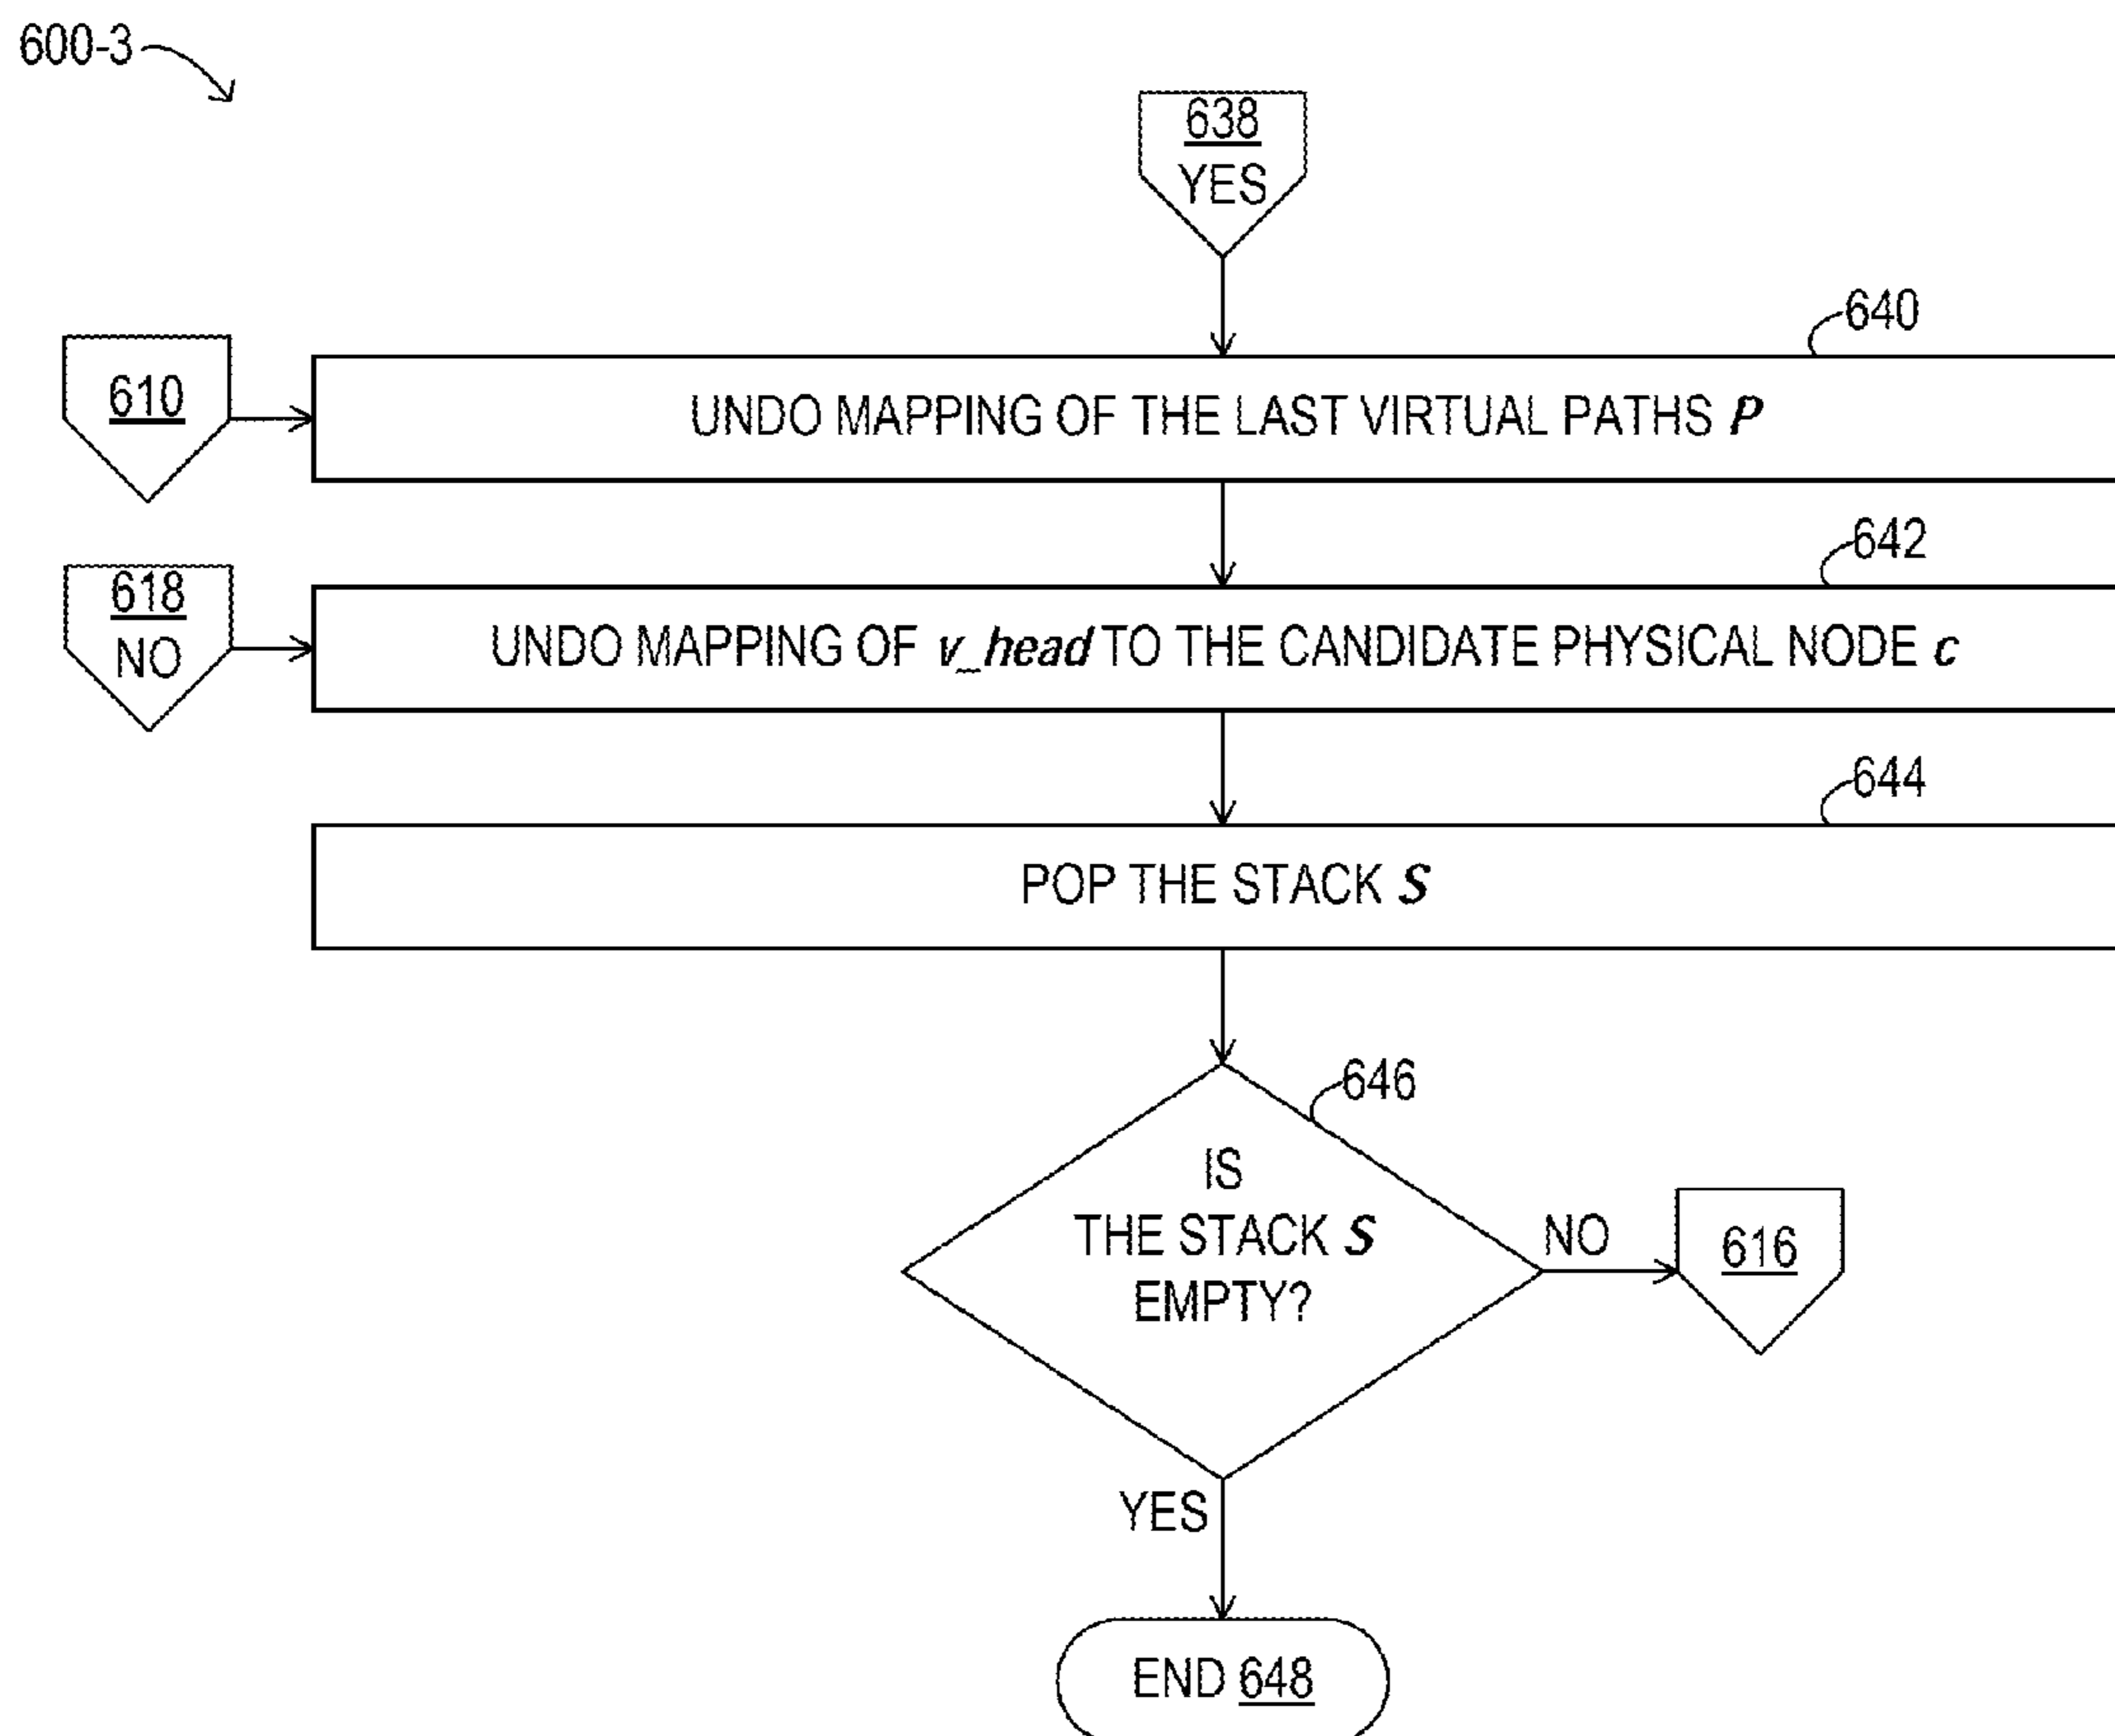 600-3
638
YES
640
610
UNDO MAPPING OF THE LAST VIRTUAL PATHS P
642
618
NO
UNDO MAPPING OF v_head TO THE CANDIDATE PHYSICAL NODE c
644
POP THE STACK S
646
IS
THE STACK S
EMPTY?
NO
616
YES
END 648